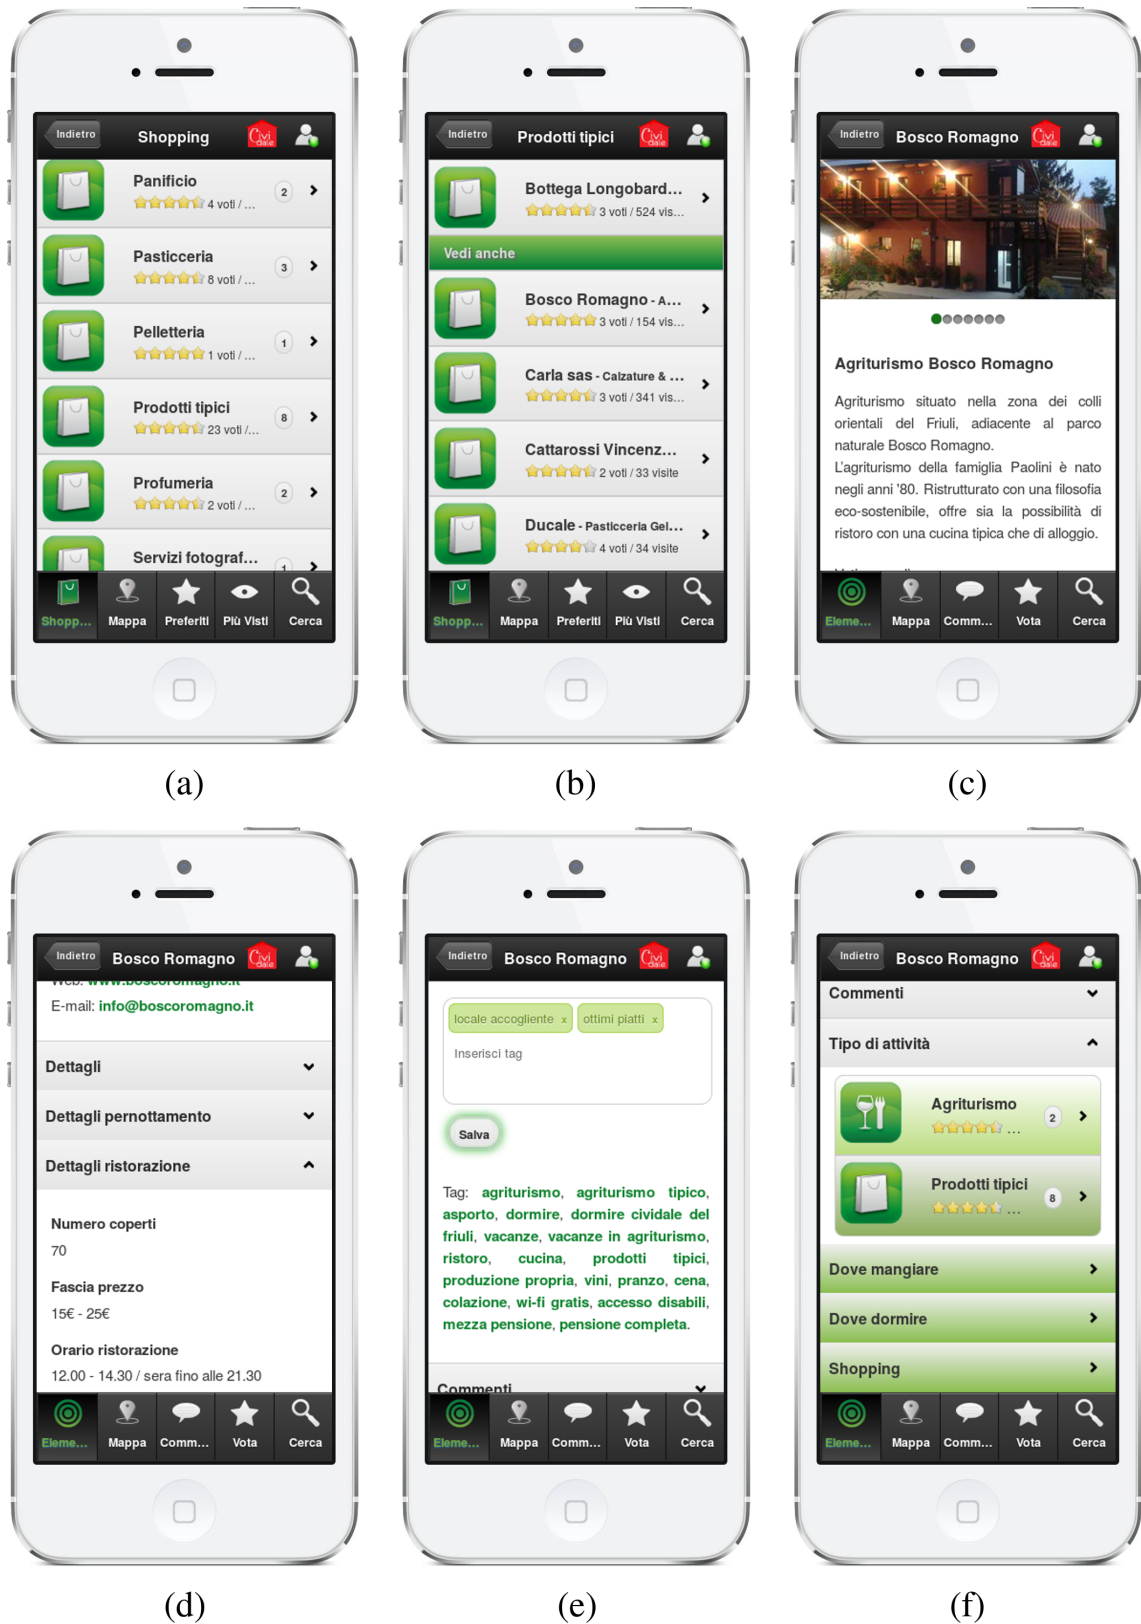 Indietro
Shopping
Cividale
Panificio
2
4 voti / ...
Pasticceria
3
8 voti / ...
Pelletteria
1
1 voti / ...
Prodotti tipici
8
23 voti /...
Profumeria
2
2 voti / ...
Servizi fotograf...
1
Shopp...
Mappa
Preferiti
Più Visti
Cerca
(a)
Indietro
Prodotti tipici
Cividale
Bottega Longobard...
3 voti / 524 vis...
Vedi anche
Bosco Romagno - A...
3 voti / 154 vis...
Carla sas - Calzature & ...
3 voti / 341 vis...
Cattarossi Vincenz...
2 voti / 33 visite
Ducale - Pasticceria Gel...
4 voti / 34 visite
Shopp...
Mappa
Preferiti
Più Visti
Cerca
(b)
Indietro
Bosco Romagno
Cividale
Agriturismo Bosco Romagno
Agriturismo situato nella zona dei colli
orientali del Friuli, adiacente al parco
naturale Bosco Romagno.
L'agriturismo della famiglia Paolini è nato
negli anni '80. Ristrutturato con una filosofia
eco-sostenibile, offre sia la possibilità di
ristoro con una cucina tipica che di alloggio.
Eleme...
Mappa
Comm...
Vota
Cerca
(c)
Indietro
Bosco Romagno
Cividale
Web: www.boscoromagno.it
E-mail: info@boscoromagno.it
Dettagli
Dettagli pernottamento
Dettagli ristorazione
Numero coperti
70
Fascia prezzo
15€ - 25€
Orario ristorazione
12.00 - 14.30 / sera fino alle 21.30
Eleme...
Mappa
Comm...
Vota
Cerca
(d)
Indietro
Bosco Romagno
Cividale
locale accogliente x
ottimi piatti x
Inserisci tag
Salva
Tag: agriturismo, agriturismo tipico,
asporto, dormire, dormire cividale del
friuli, vacanze, vacanze in agriturismo,
ristoro, cucina, prodotti tipici,
produzione propria, vini, pranzo, cena,
colazione, wi-fi gratis, accesso disabili,
mezza pensione, pensione completa.
Commenti
Eleme...
Mappa
Comm...
Vota
Cerca
(e)
Indietro
Bosco Romagno
Cividale
Commenti
Tipo di attività
Agriturismo
2
...
Prodotti tipici
8
...
Dove mangiare
Dove dormire
Shopping
Eleme...
Mappa
Comm...
Vota
Cerca
(f)